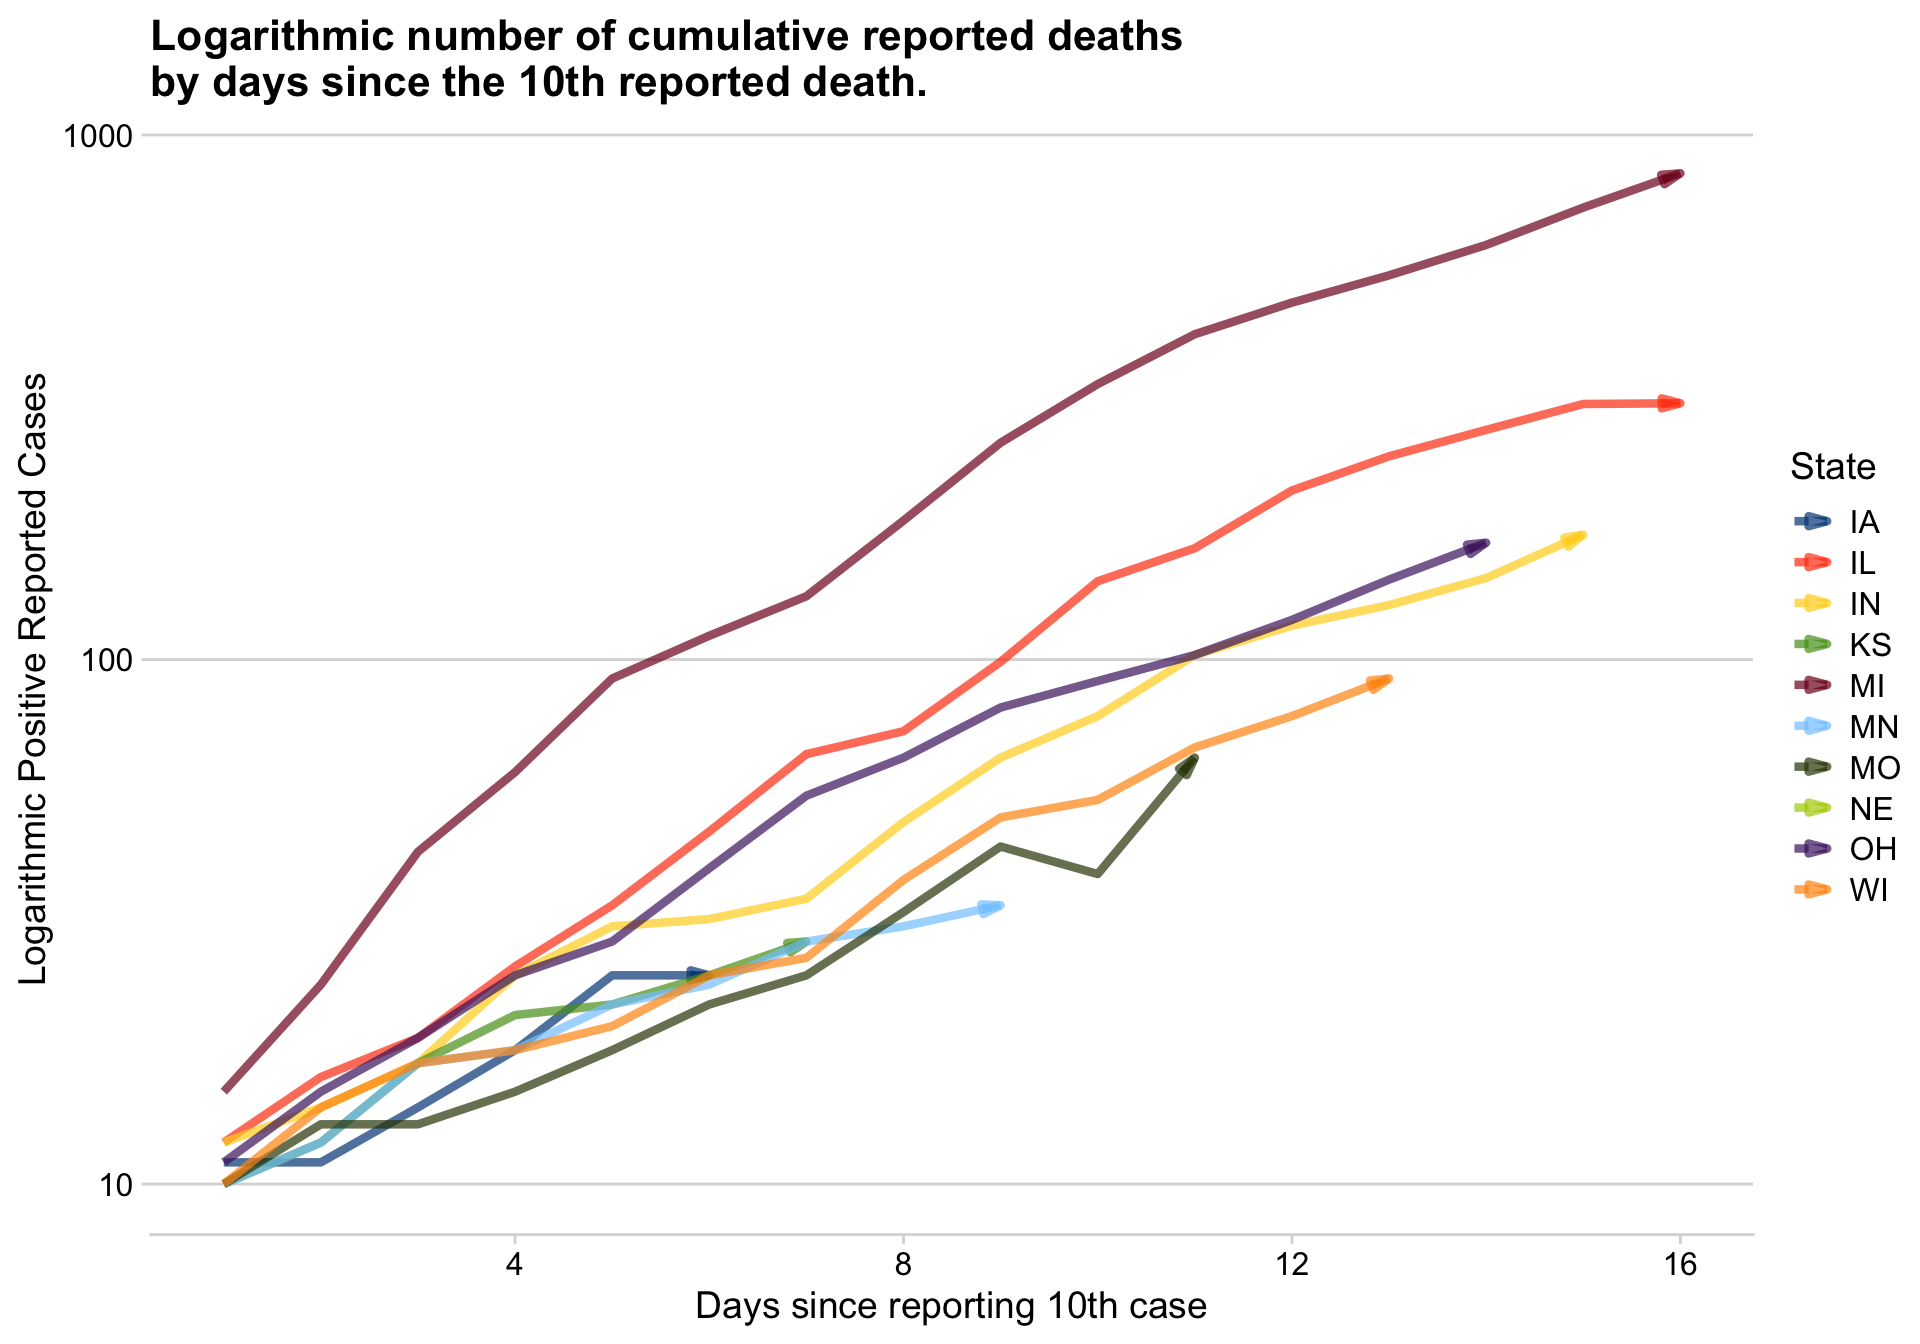 Logarithmic number of cumulative reported deaths
by days since the 10th reported death.
1000
100
10
Logarithmic Positive Reported Cases
4
8
12
16
Days since reporting 10th case
State
IA
IL
IN
KS
MI
MN
MO
NE
OH
WI